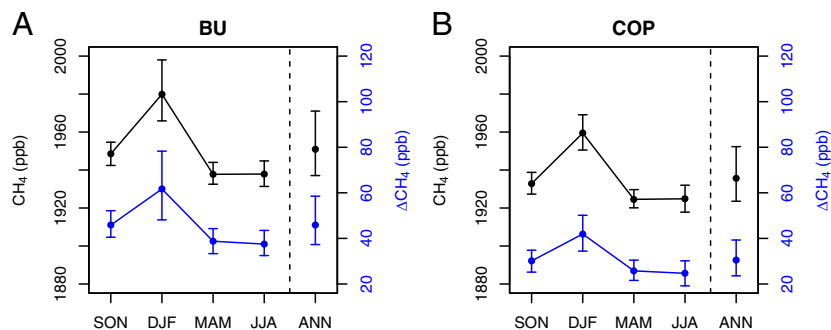 A
BU
CH₄ (ppb)
2000
1960
1920
1880
120
100
80
60
40
20
ΔCH₄ (ppb)
SON DJF MAM JJA ANN
B
COP
CH₄ (ppb)
2000
1960
1920
1880
120
100
80
60
40
20
ΔCH₄ (ppb)
SON DJF MAM JJA ANN